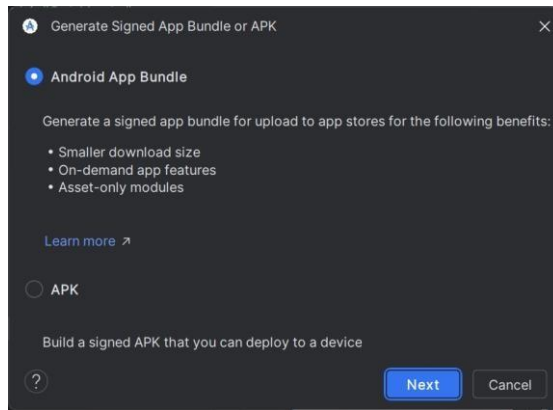 Generate Signed App Bundle or APK
Android App Bundle
Generate a signed app bundle for upload to app stores for the following benefits:
• Smaller download size
• On-demand app features
• Asset-only modules
Learn more ↗
APK
Build a signed APK that you can deploy to a device
? Next Cancel